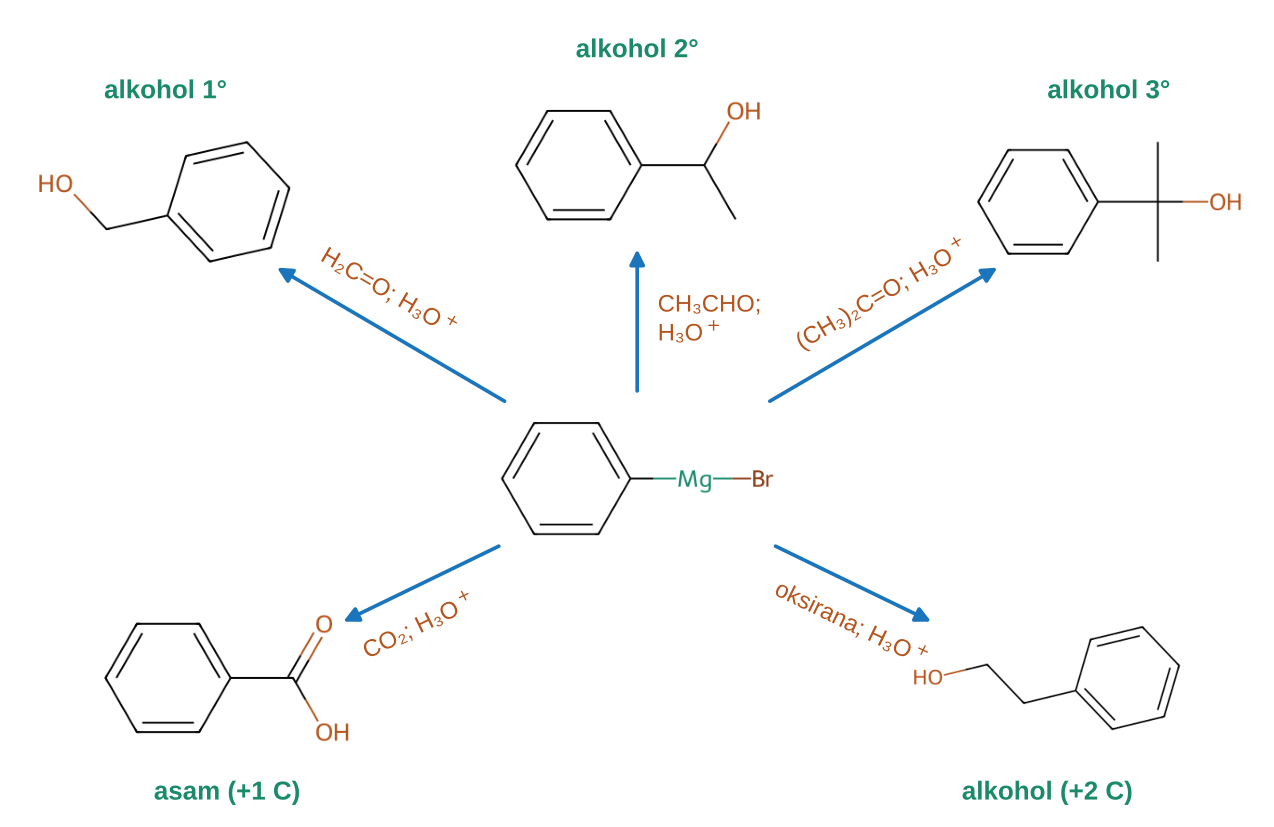 alkohol 2°
alkohol 1°
alkohol 3°
OH
HO
OH
H₂C=O; H₃O⁺
CH₃CHO;
H₃O⁺
(CH₃)₂C=O; H₃O⁺
Mg
Br
CO₂; H₃O⁺
oksirana; H₃O⁺
O
OH
HO
asam (+1 C)
alkohol (+2 C)